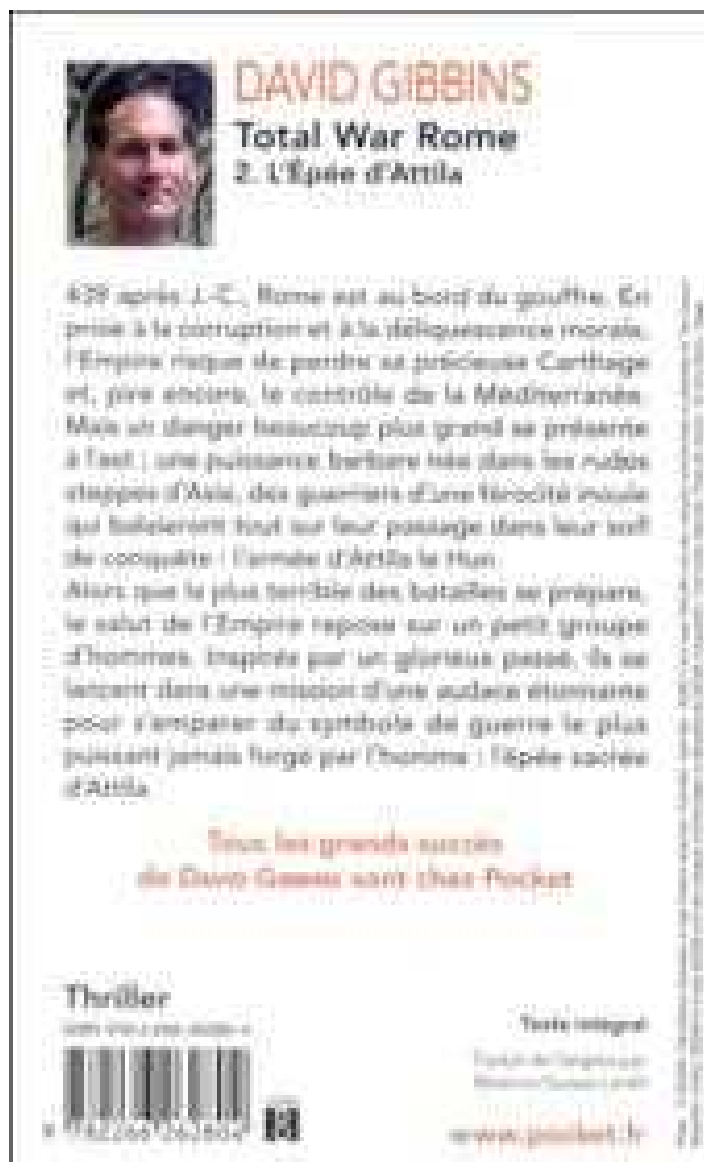 DAVID GIBBINS
Total War Rome
2. L'Épée d'Attila
439 après J.-C., Rome est au bord du gouffre. En
prise à la corruption et à la déliquescence morale,
l'Empire risque de perdre sa précieuse Carthage
et, pire encore, le contrôle de la Méditerranée.
Mais un danger beaucoup plus grand se présente
à l'est : une puissance barbare née dans les rudes
steppes d'Asie, des guerriers d'une férocité inouïe
qui balaieront tout sur leur passage dans leur soif
de conquête : l'armée d'Attila le Hun.
Alors que la plus terrible des batailles se prépare,
le salut de l'Empire repose sur un petit groupe
d'hommes. Inspirés par un glorieux passé, ils se
lancent dans une mission d'une audace étonnante
pour s'emparer du symbole de guerre le plus
puissant jamais forgé par l'homme : l'épée sacrée
d'Attila.
Tous les grands succès
de David Gibbins sont chez Pocket
Thriller
Texte intégral
Traduit de l'anglais par
www.pocket.fr